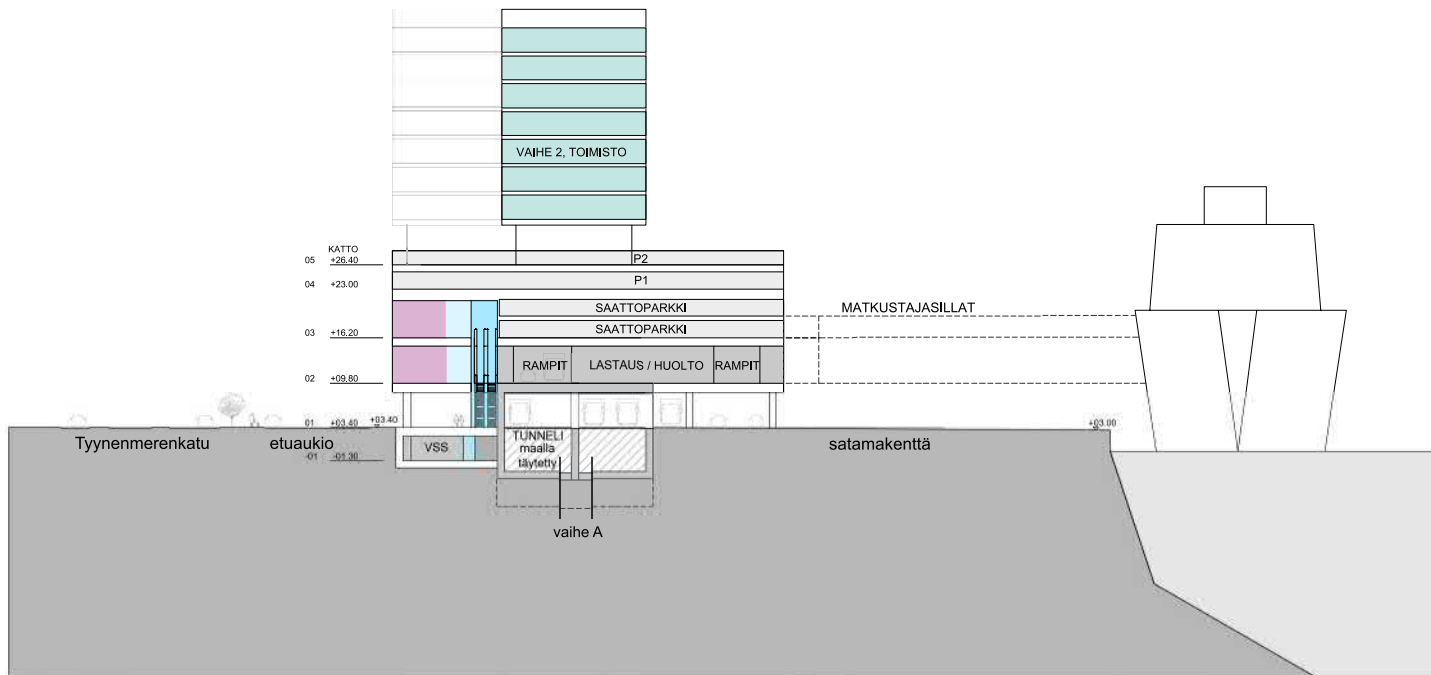 VAIHE 2, TOIMISTO
KATTO
05 +26.40
P2
04 +23.00
P1
SAATTOPARKKI
MATKUSTAJASILLAT
03 +16.20
SAATTOPARKKI
RAMPIT
LASTAUS / HUOLTO
RAMPIT
02 +09.80
01 +03.40
+03.40
+03.00
Tyynenmerenkatu
etuaukio
VSS
TUNNELI
maalla
täytetty
satamakenttä
-01 -01.30
vaihe A